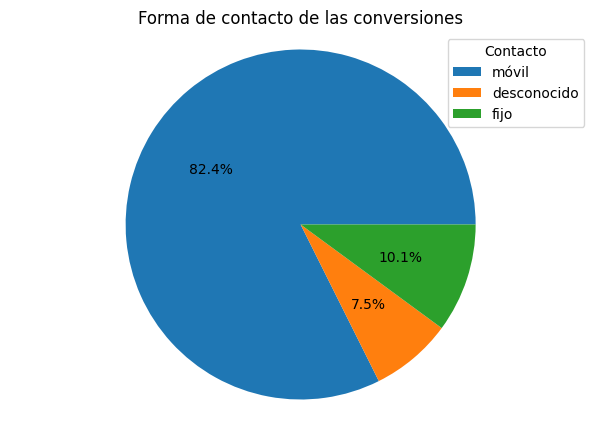 Forma de contacto de las conversiones
Contacto
móvil
desconocido
fijo
82.4%
10.1%
7.5%